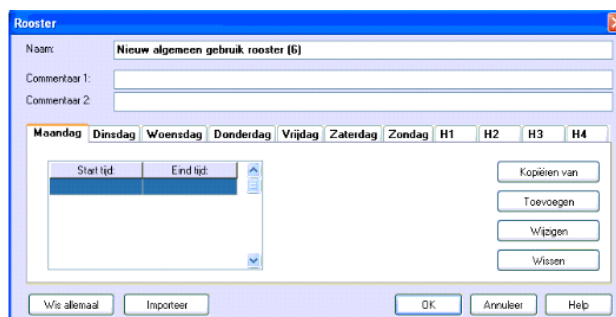 Rooster
Naam: Nieuw algemeen gebruik rooster (6)
Commentaar 1:
Commentaar 2:
Maandag Dinsdag Woensdag Donderdag Vrijdag Zaterdag Zondag H1 H2 H3 H4
Start tijd: Eind tijd:
Kopiëren van
Toevoegen
Wijzigen
Wissen
Wis allemaal Importeer OK Annuleer Help